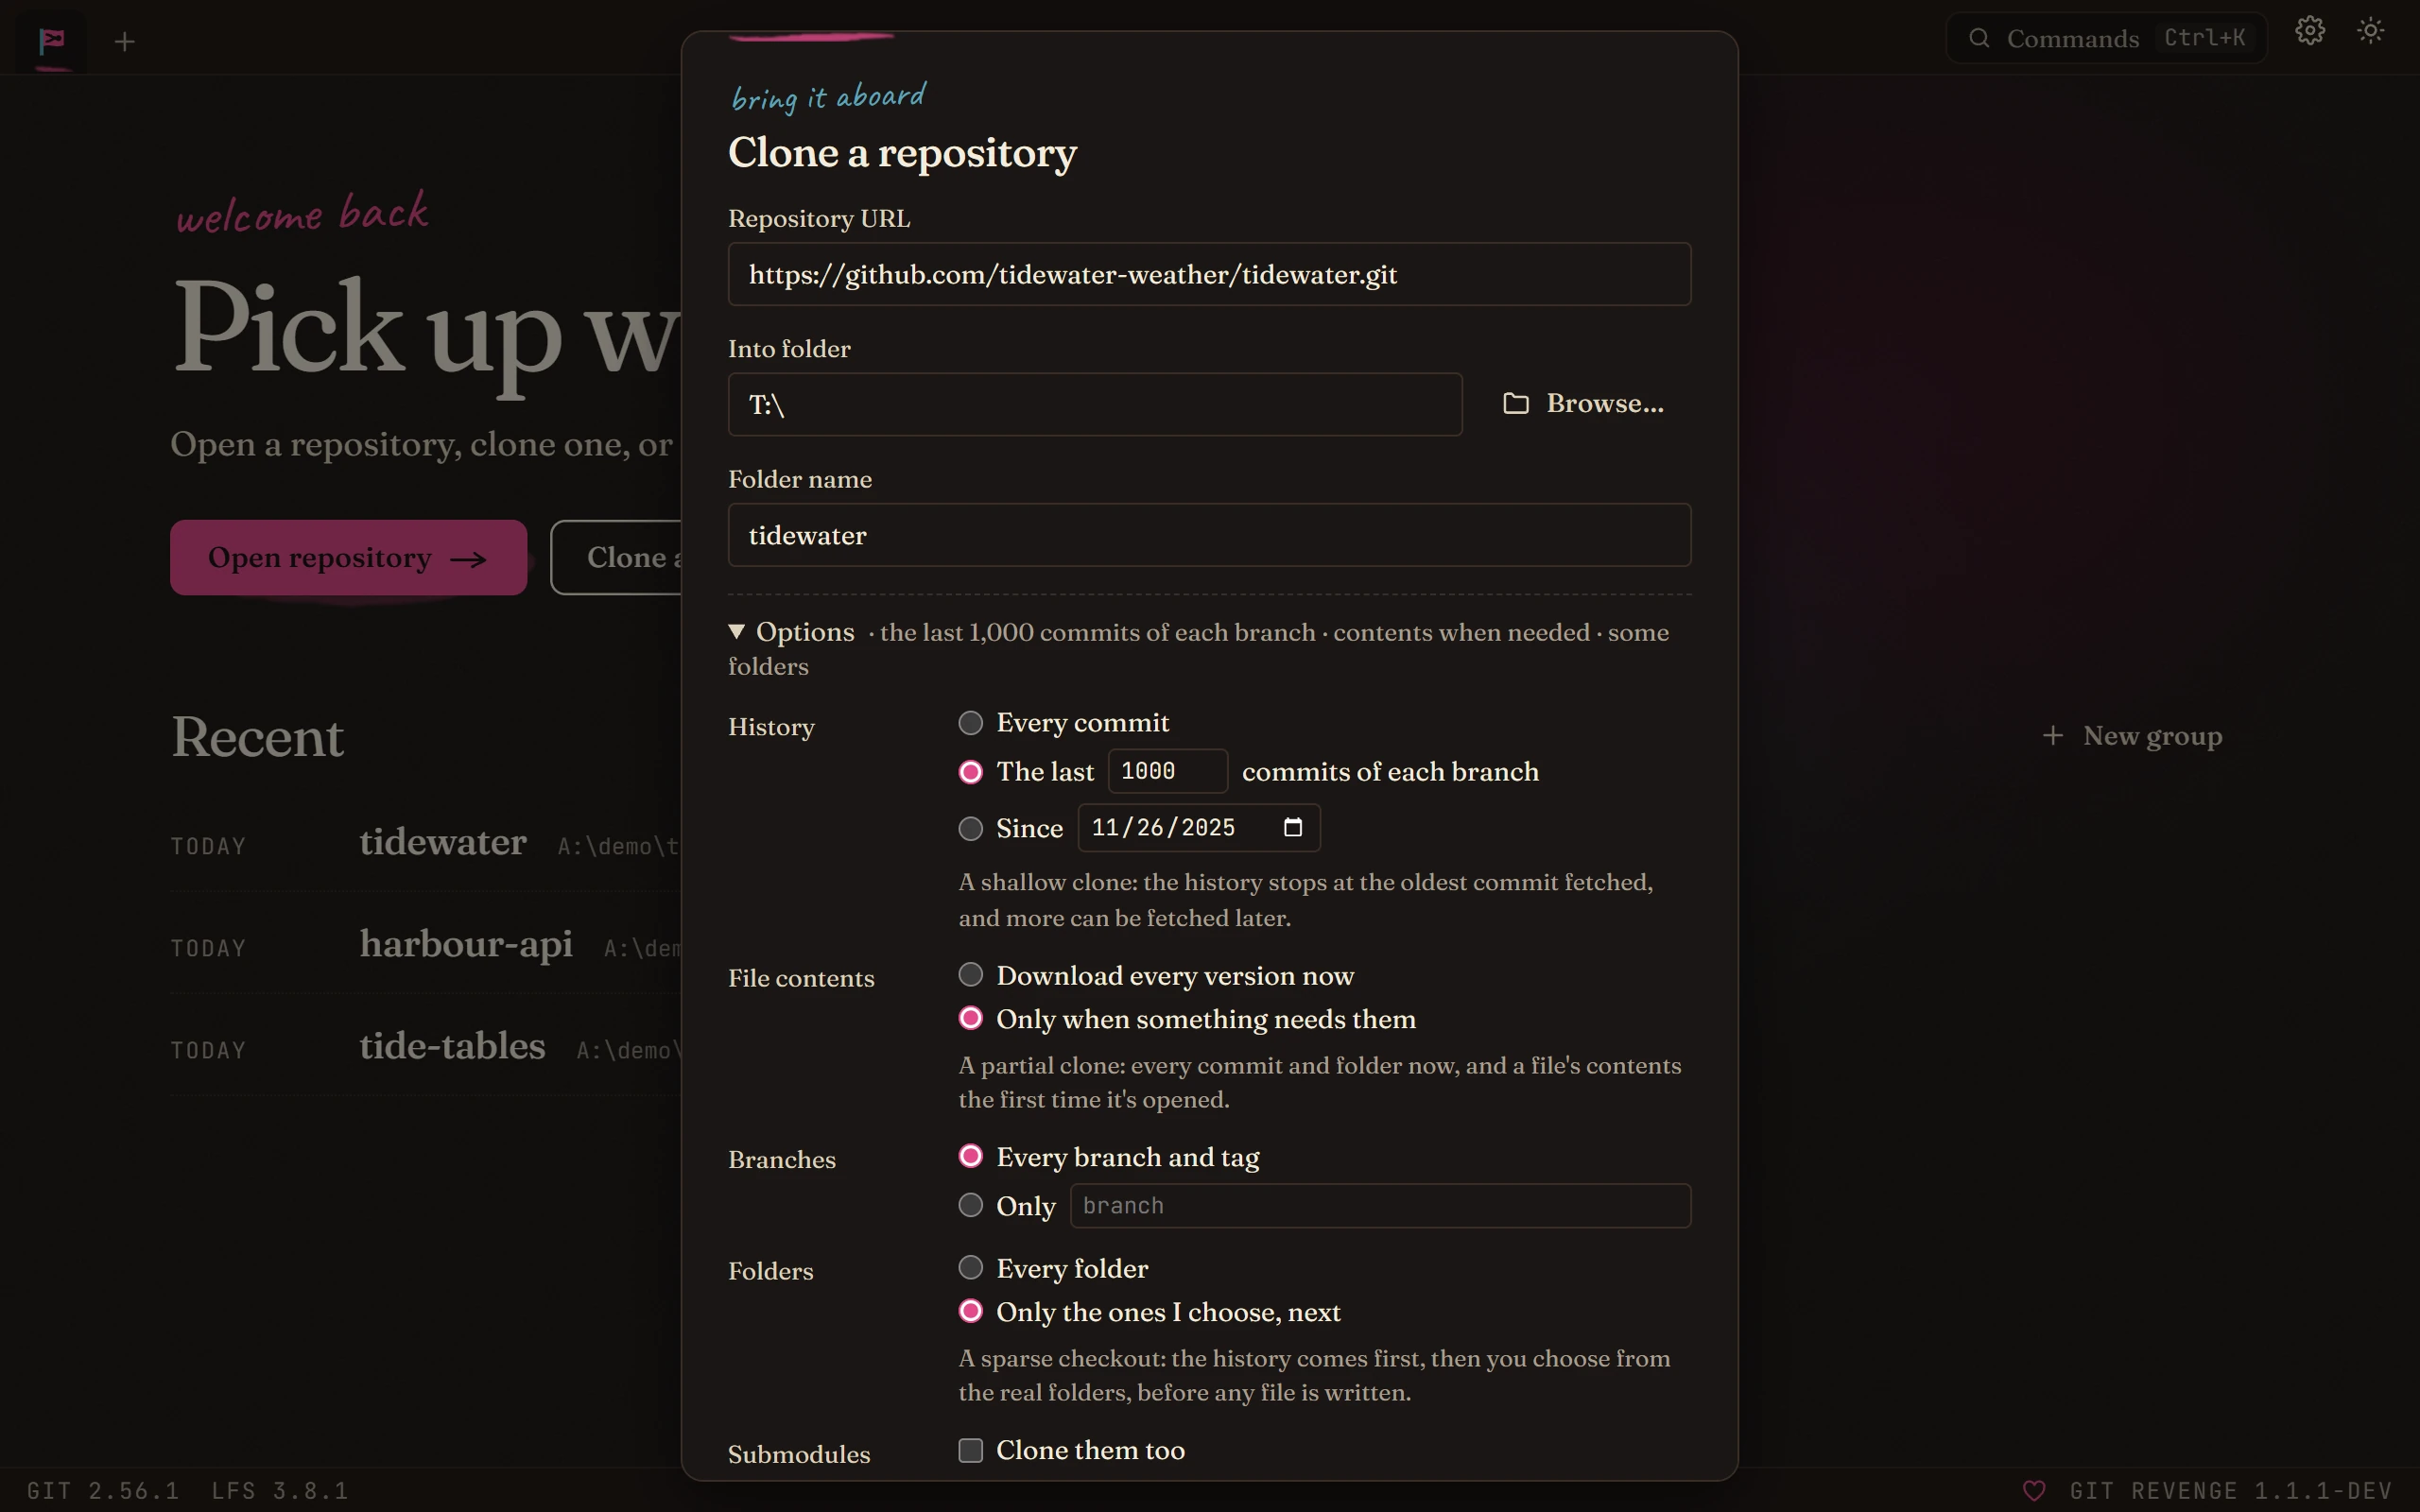 Commands Ctrl+K
bring it aboard
Clone a repository
Repository URL
https://github.com/tidewater-weather/tidewater.git
Into folder
T:\
Browse...
Folder name
tidewater
Options · the last 1,000 commits of each branch · contents when needed · some
folders
History
Every commit
The last 1000 commits of each branch
Since 11/26/2025
A shallow clone: the history stops at the oldest commit fetched,
and more can be fetched later.
File contents
Download every version now
Only when something needs them
A partial clone: every commit and folder now, and a file's contents
the first time it's opened.
Branches
Every branch and tag
Only branch
Folders
Every folder
Only the ones I choose, next
A sparse checkout: the history comes first, then you choose from
the real folders, before any file is written.
Submodules
Clone them too
welcome back
Pick up w
Open a repository, clone one, or
Open repository
Clone a
Recent
New group
TODAY tidewater A:\demo\t
TODAY harbour-api A:\dem
TODAY tide-tables A:\demo\
GIT 2.56.1 LFS 3.8.1
GIT REVENGE 1.1.1-DEV